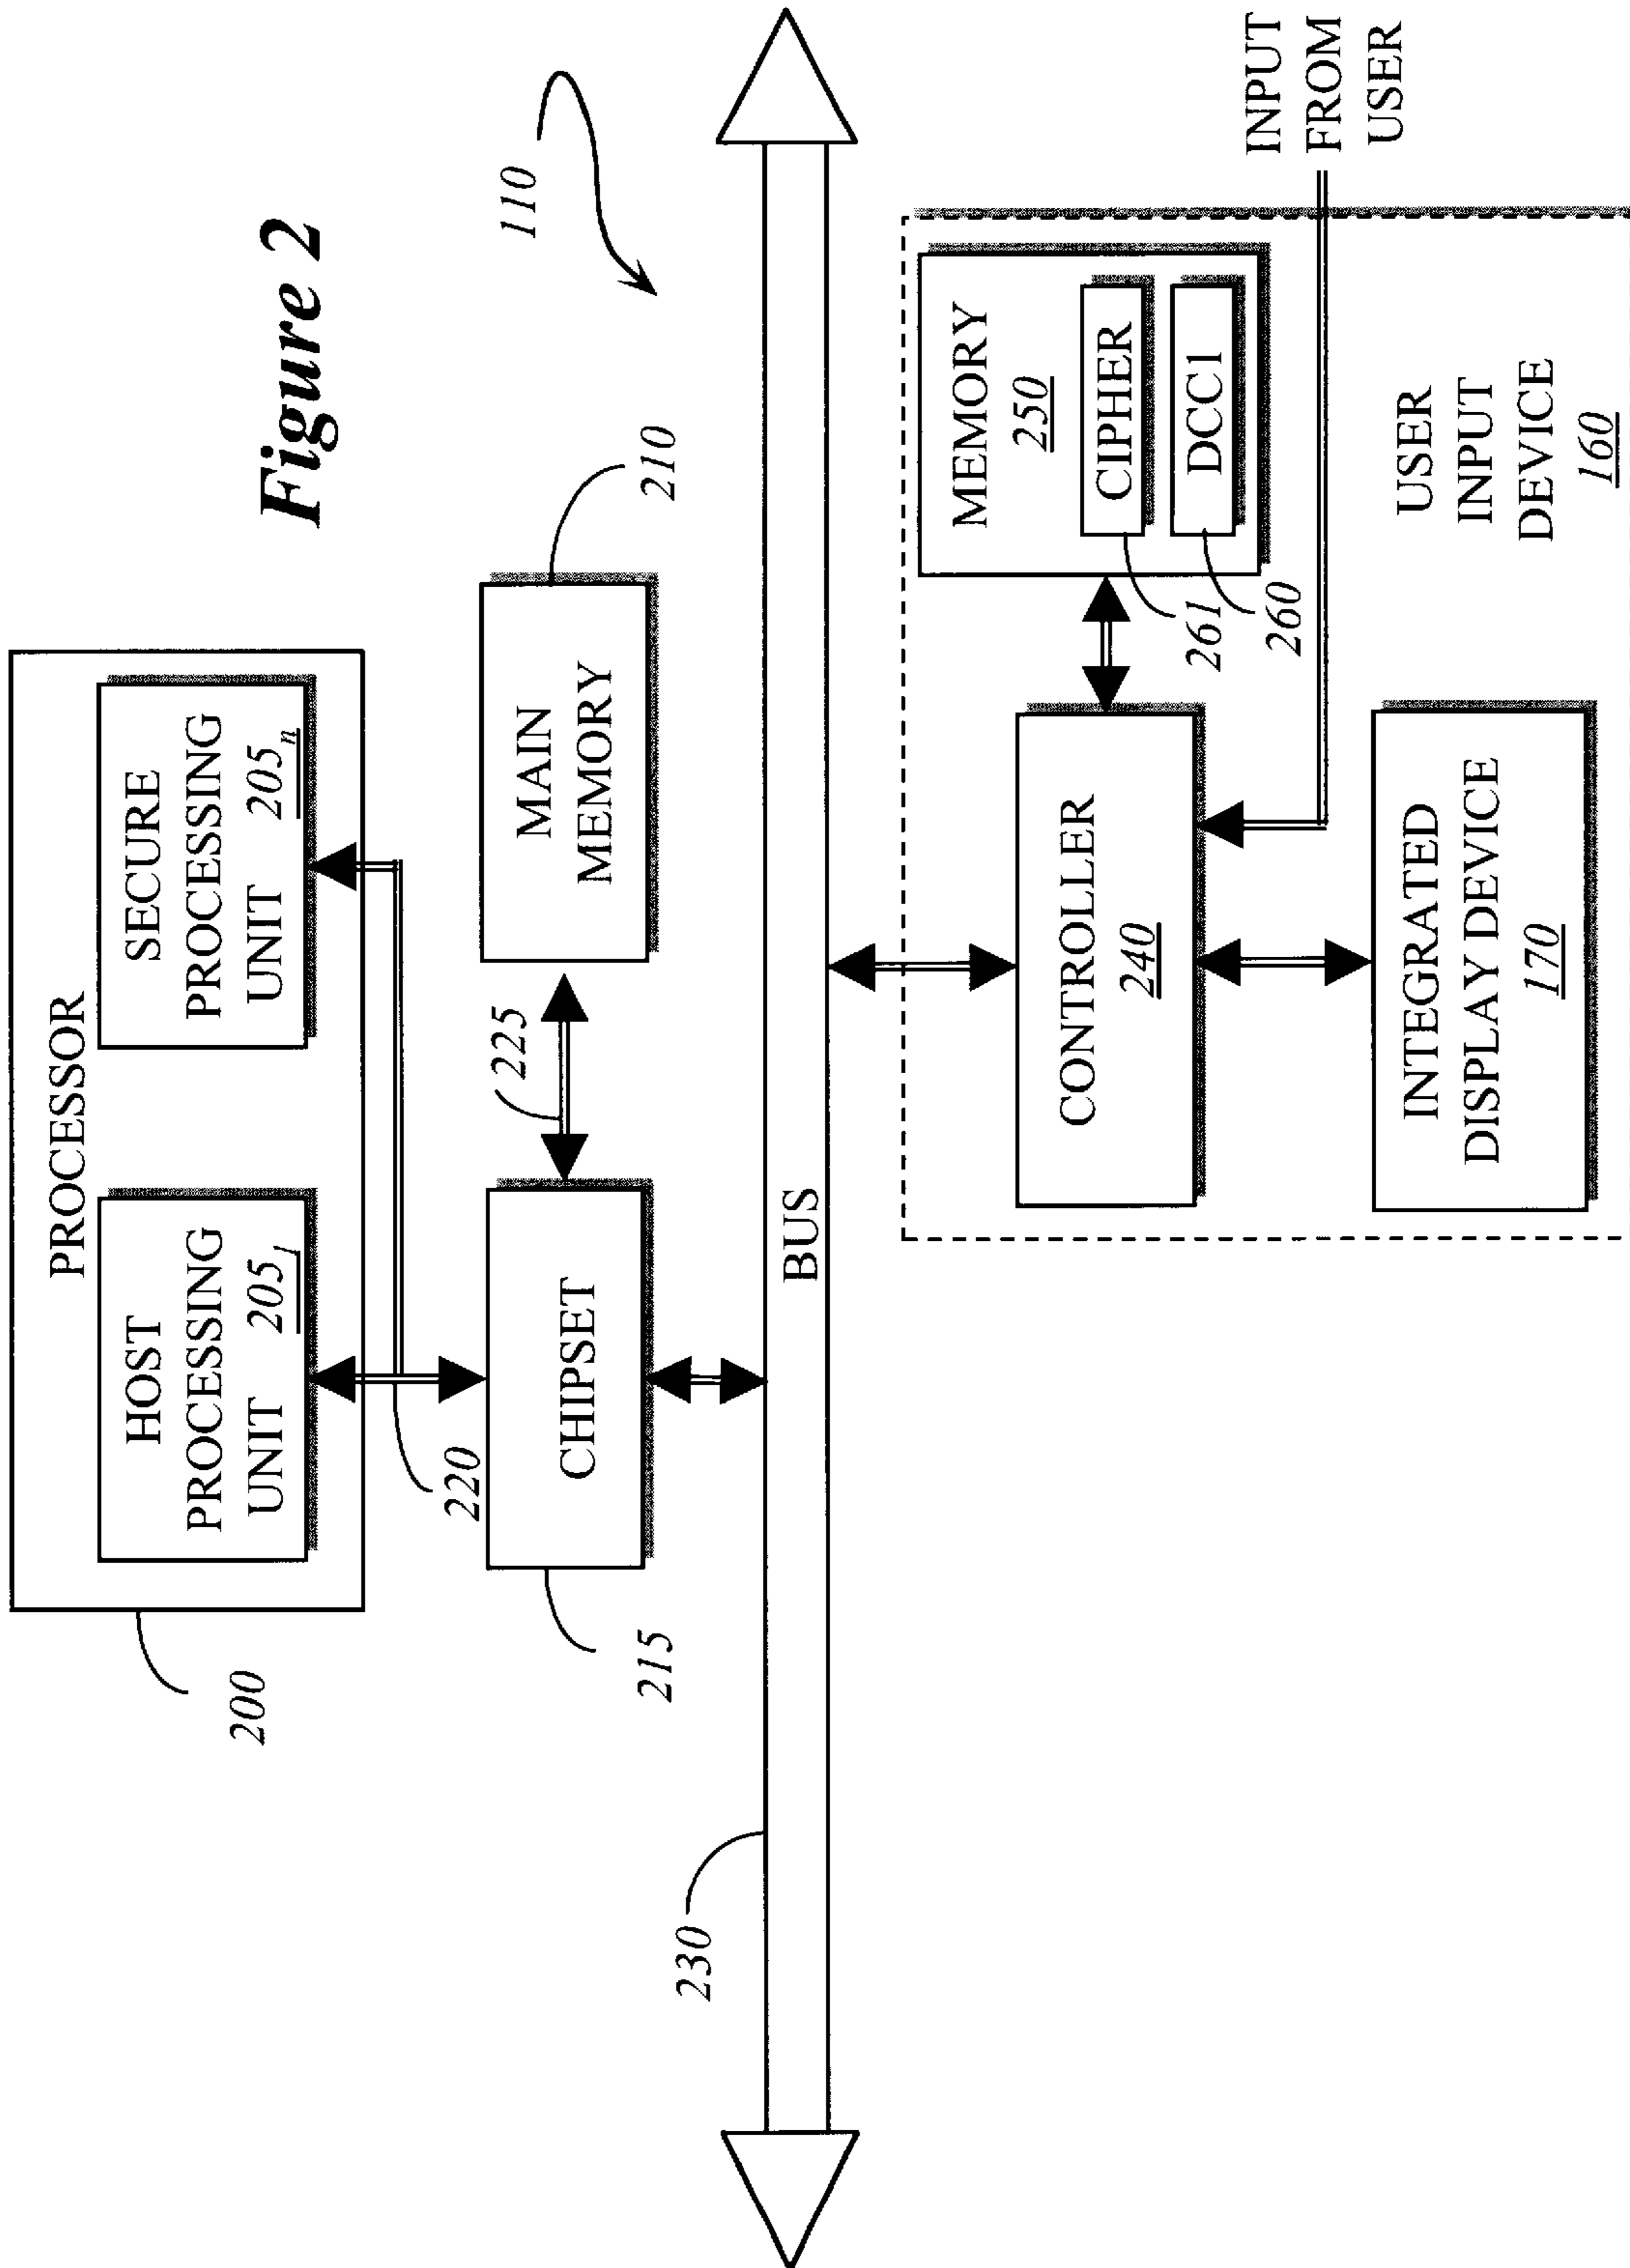 Figure 2
110
PROCESSOR
200
HOST
PROCESSING
UNIT 205₁
SECURE
PROCESSING
UNIT 205ₙ
220
CHIPSET
215
225
MAIN
MEMORY
210
230
BUS
CONTROLLER
240
MEMORY
250
CIPHER
DCC1
261
260
INTEGRATED
DISPLAY DEVICE
170
USER
INPUT
DEVICE
160
INPUT
FROM
USER